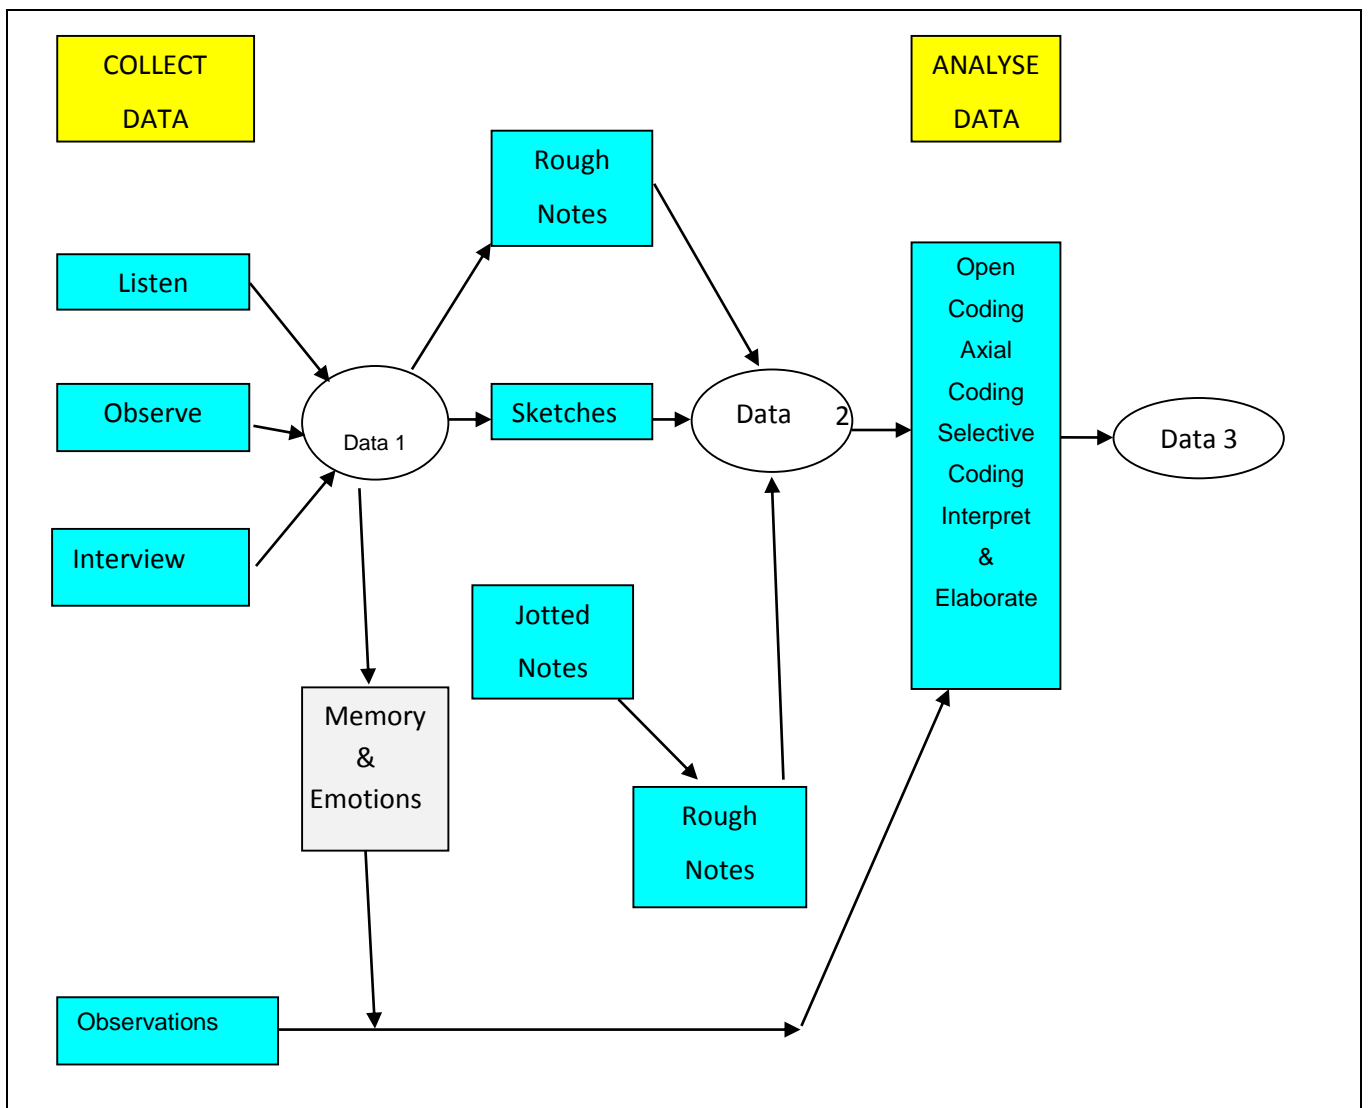 COLLECT
DATA
ANALYSE
DATA
Rough
Notes
Listen
Observe
Interview
Data 1
Sketches
Data 2
Open
Coding
Axial
Coding
Selective
Coding
Interpret
&
Elaborate
Data 3
Jotted
Notes
Memory
&
Emotions
Rough
Notes
Observations